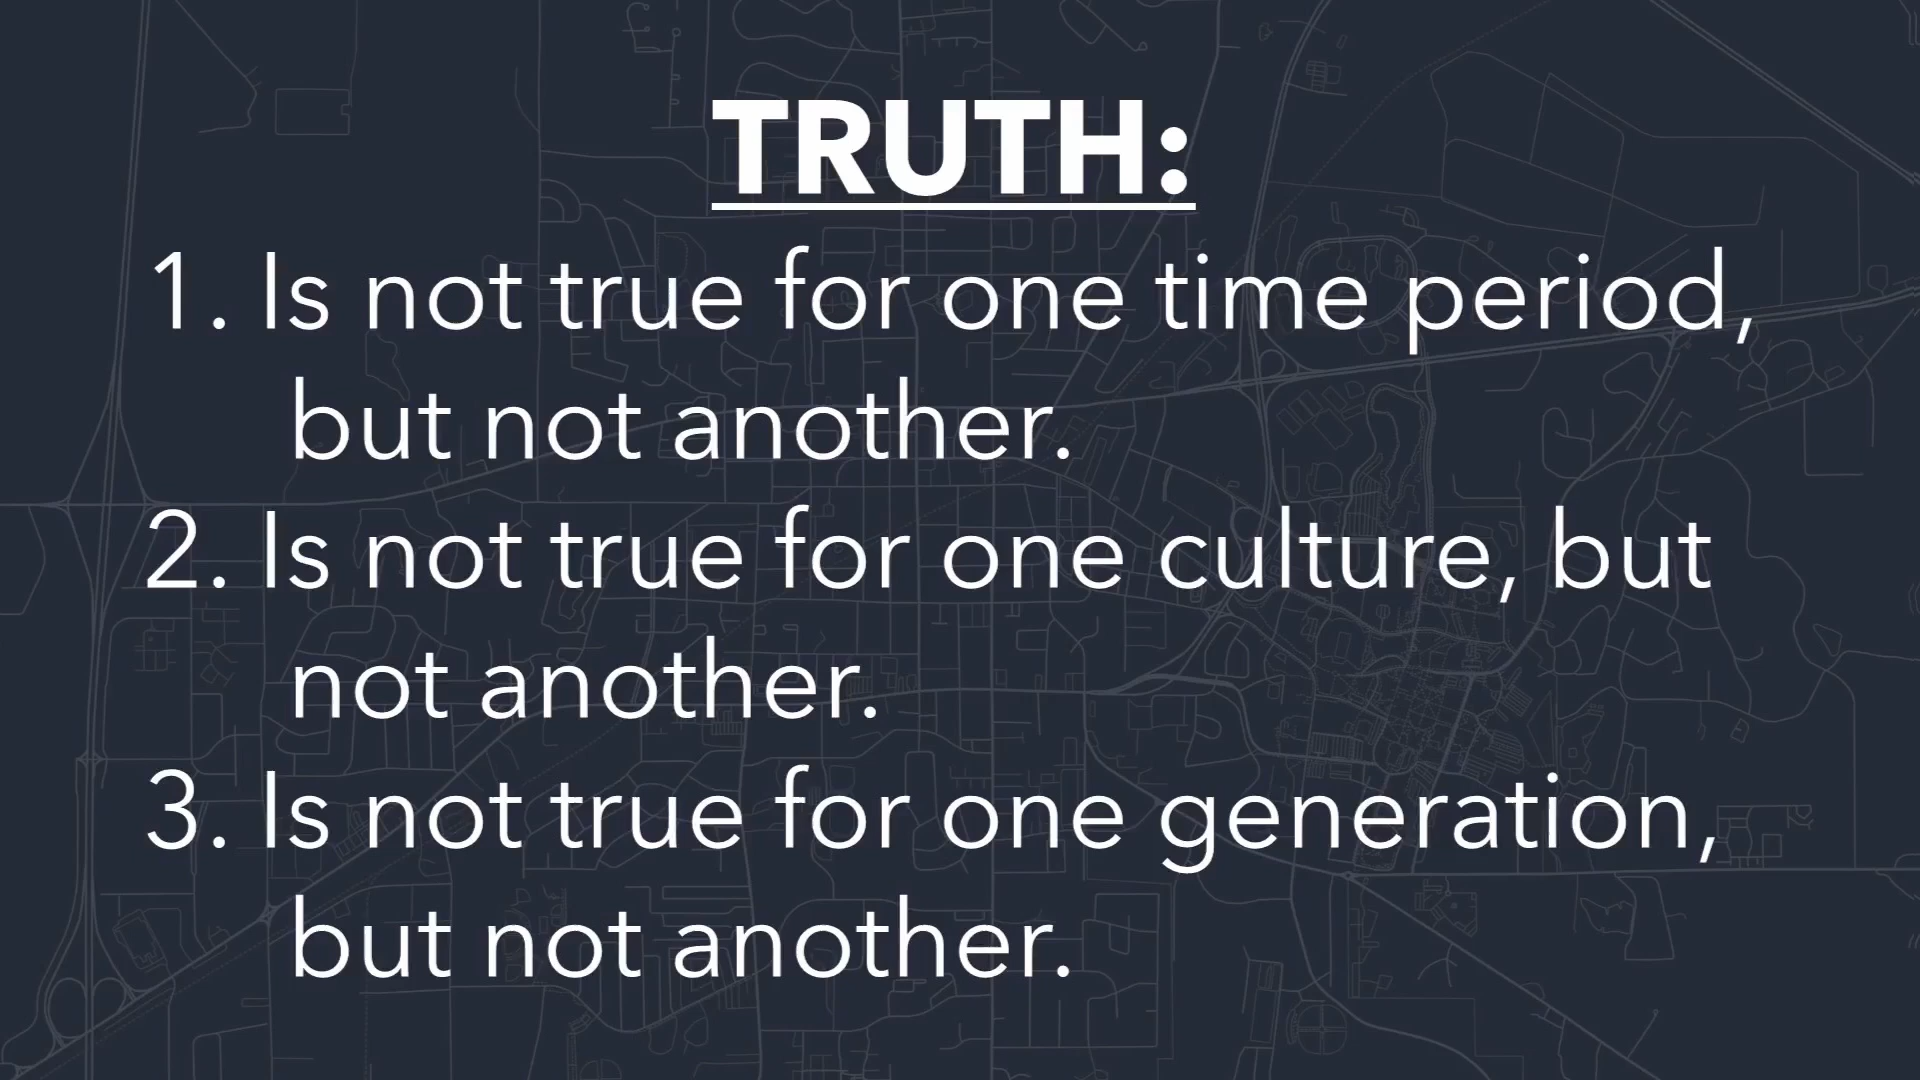 TRUTH:
1. Is not true for one time period,
but not another.
2. Is not true for one culture, but
not another.
3. Is not true for one generation,
but not another.